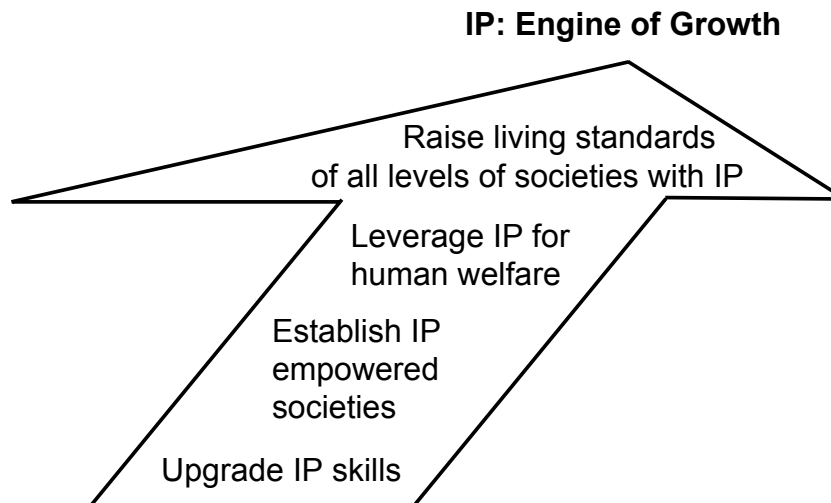 IP: Engine of Growth
Raise living standards
of all levels of societies with IP
Leverage IP for
human welfare
Establish IP
empowered
societies
Upgrade IP skills